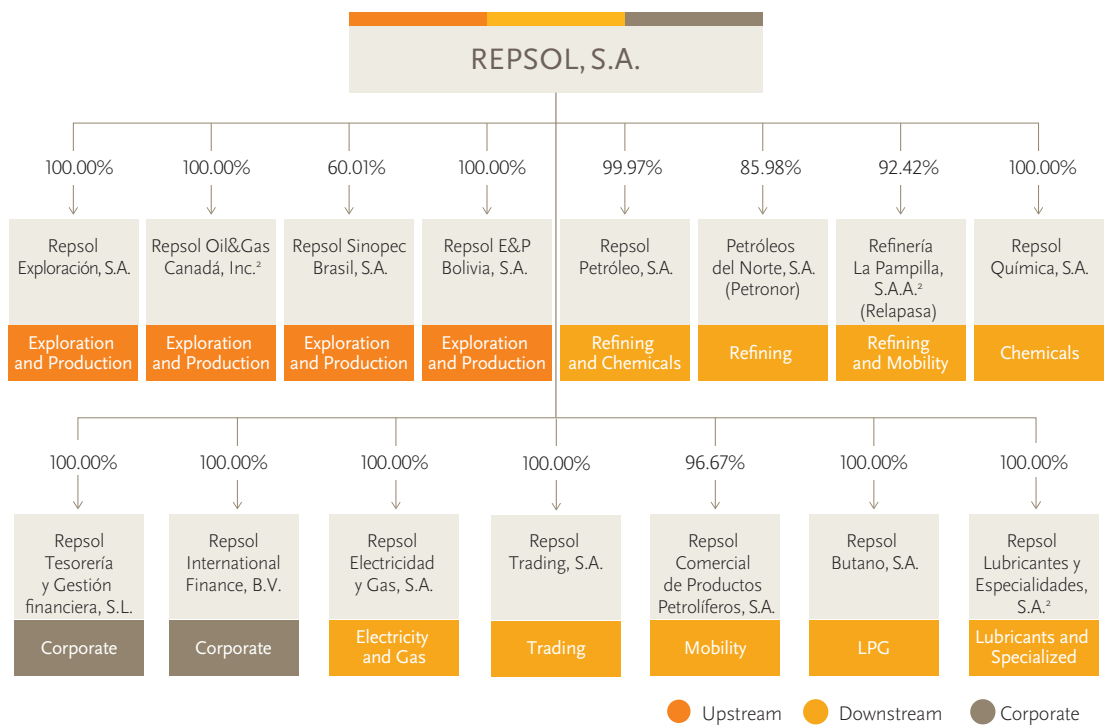 REPSOL, S.A.
100.00%
100.00%
60.01%
100.00%
99.97%
85.98%
92.42%
100.00%
Repsol
Exploración, S.A.
Exploration
and Production
Repsol Oil&Gas
Canadá, Inc.²
Exploration
and Production
Repsol Sinopec
Brasil, S.A.
Exploration
and Production
Repsol E&P
Bolivia, S.A.
Exploration
and Production
Repsol
Petróleo, S.A.
Refining
and Chemicals
Petróleos
del Norte, S.A.
(Petronor)
Refining
Refinería
La Pampilla,
S.A.A.²
(Relapasa)
Refining
and Mobility
Repsol
Química, S.A.
Chemicals
100.00%
100.00%
100.00%
100.00%
96.67%
100.00%
100.00%
Repsol
Tesorería
y Gestión
financiera, S.L.
Corporate
Repsol
International
Finance, B.V.
Corporate
Repsol
Electricidad
y Gas, S.A.
Electricity
and Gas
Repsol
Trading, S.A.
Trading
Repsol
Comercial
de Productos
Petrolíferos, S.A.
Mobility
Repsol
Butano, S.A.
LPG
Repsol
Lubricantes y
Especialidades,
S.A.²
Lubricants and
Specialized
Upstream
Downstream
Corporate